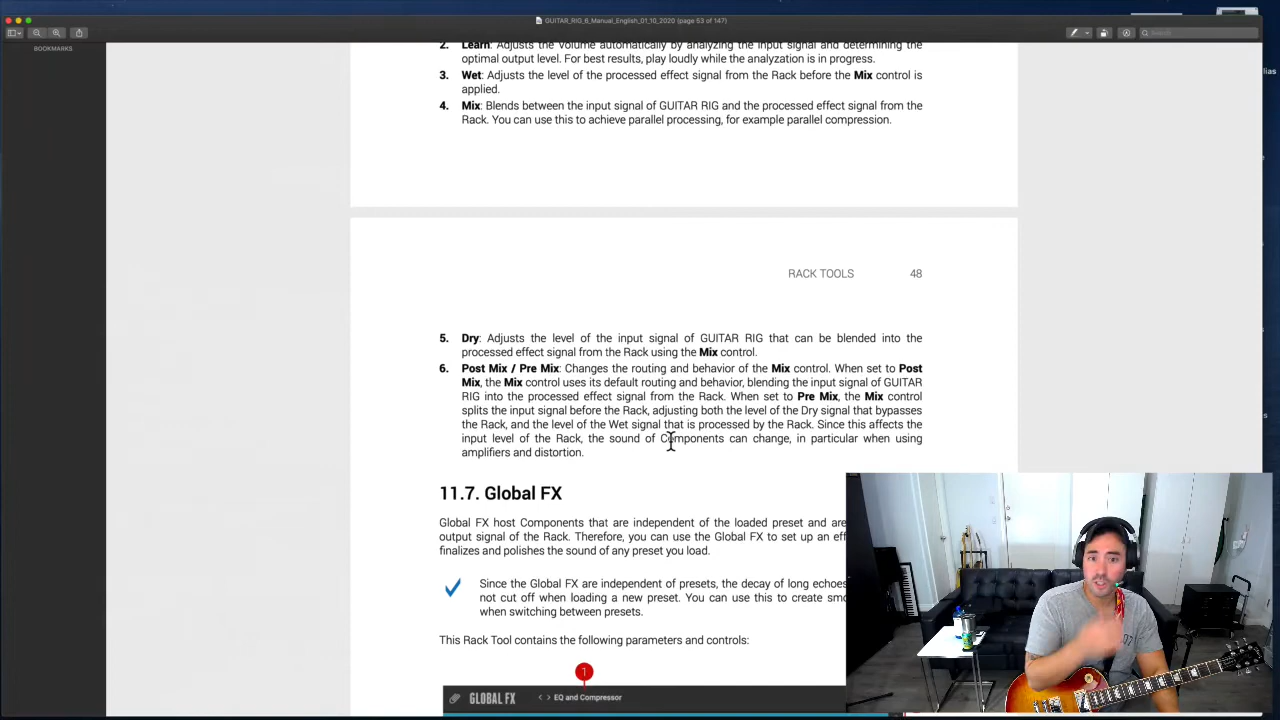 GUITAR_RIG_6_Manual_English_01_10_2020 (page 53 of 147)
Search
BOOKMARKS
2. Learn: Adjusts the volume automatically by analyzing the input signal and determining the
optimal output level. For best results, play loudly while the analyzation is in progress.
3. Wet: Adjusts the level of the processed effect signal from the Rack before the Mix control is
applied.
4. Mix: Blends between the input signal of GUITAR RIG and the processed effect signal from the
Rack. You can use this to achieve parallel processing, for example parallel compression.
RACK TOOLS 48
5. Dry: Adjusts the level of the input signal of GUITAR RIG that can be blended into the
processed effect signal from the Rack using the Mix control.
6. Post Mix / Pre Mix: Changes the routing and behavior of the Mix control. When set to Post
Mix, the Mix control uses its default routing and behavior, blending the input signal of GUITAR
RIG into the processed effect signal from the Rack. When set to Pre Mix, the Mix control
splits the input signal before the Rack, adjusting both the level of the Dry signal that bypasses
the Rack, and the level of the Wet signal that is processed by the Rack. Since this affects the
input level of the Rack, the sound of Components can change, in particular when using
amplifiers and distortion.
11.7. Global FX
Global FX host Components that are independent of the loaded preset and are
output signal of the Rack. Therefore, you can use the Global FX to set up an eff
finalizes and polishes the sound of any preset you load.
Since the Global FX are independent of presets, the decay of long echoes
not cut off when loading a new preset. You can use this to create smo
when switching between presets.
This Rack Tool contains the following parameters and controls:
1
GLOBAL FX < > EQ and Compressor
alias